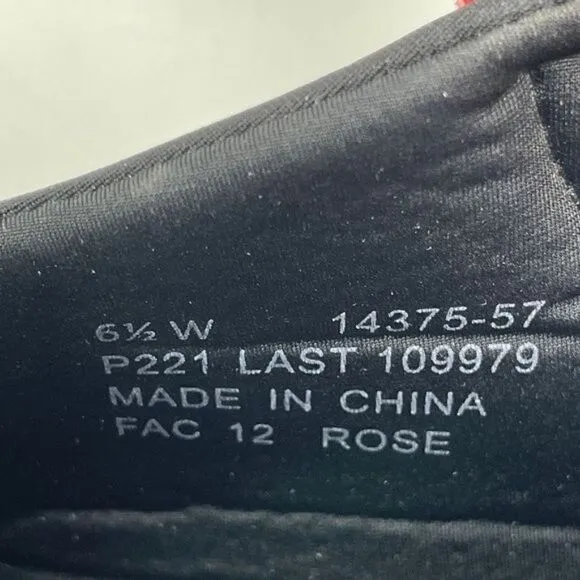 6½ W 14375-57
P221 LAST 109979
MADE IN CHINA
FAC 12 ROSE